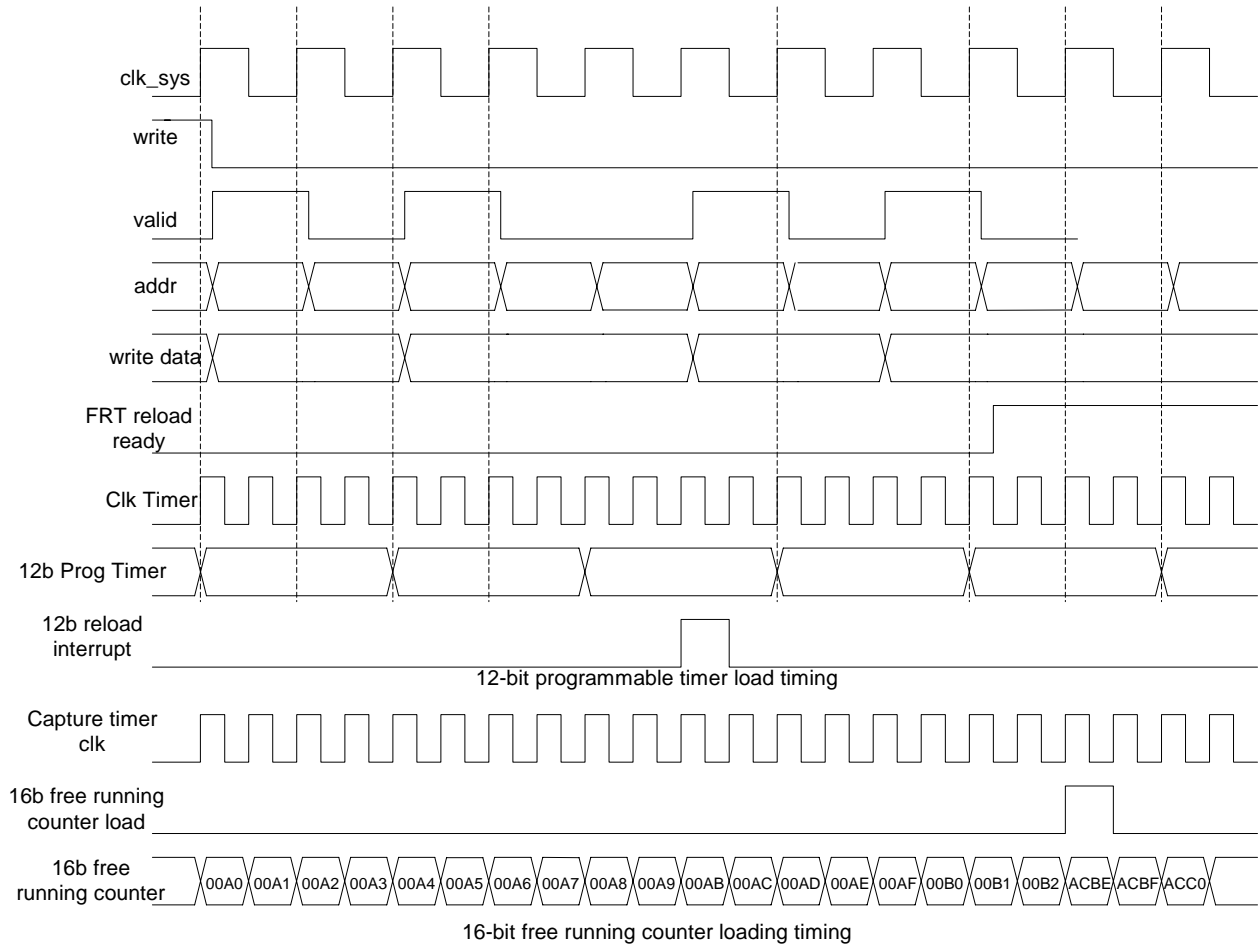 clk_sys
write
valid
addr
write data
FRT reload
ready
Clk Timer
12b Prog Timer
12b reload
interrupt
12-bit programmable timer load timing
Capture timer
clk
16b free running
counter load
16b free
running counter
00A0 00A1 00A2 00A3 00A4 00A5 00A6 00A7 00A8 00A9 00AB 00AC 00AD 00AE 00AF 00B0 00B1 00B2 ACBE ACBF ACC0
16-bit free running counter loading timing